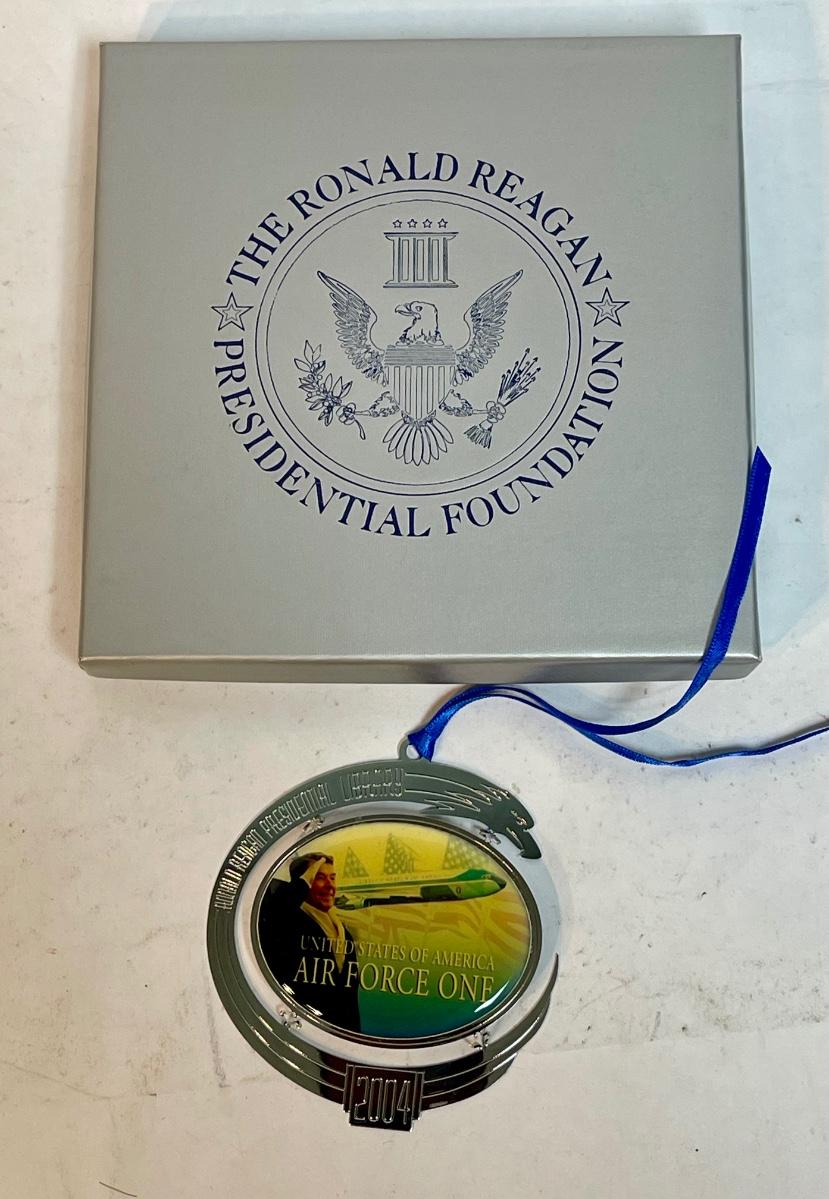 THE RONALD REAGAN
PRESIDENTIAL FOUNDATION
RONALD REAGAN PRESIDENTIAL LIBRARY
UNITED STATES OF AMERICA
AIR FORCE ONE
2004